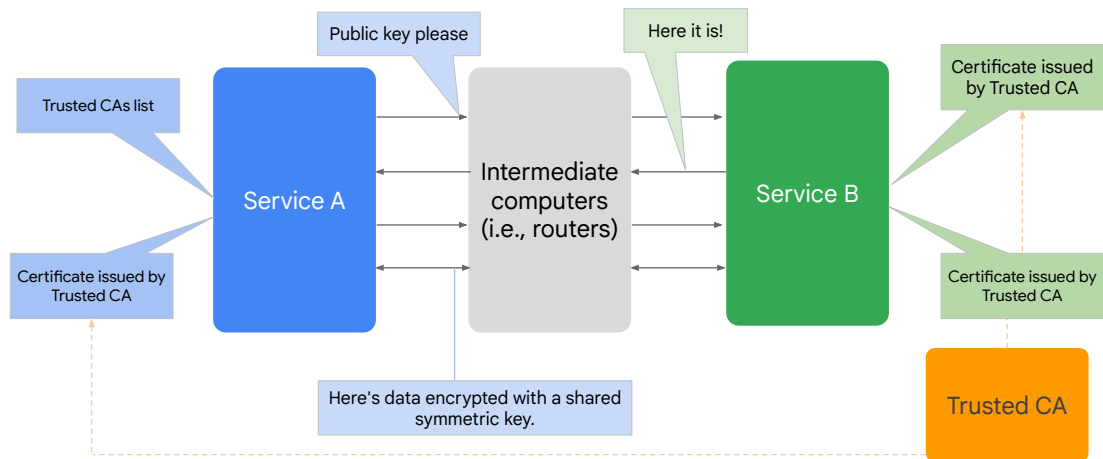 Public key please
Here it is!
Trusted CAs list
Certificate issued
by Trusted CA
Service A
Intermediate
computers
(i.e., routers)
Service B
Certificate issued by
Trusted CA
Certificate issued by
Trusted CA
Here's data encrypted with a shared
symmetric key.
Trusted CA